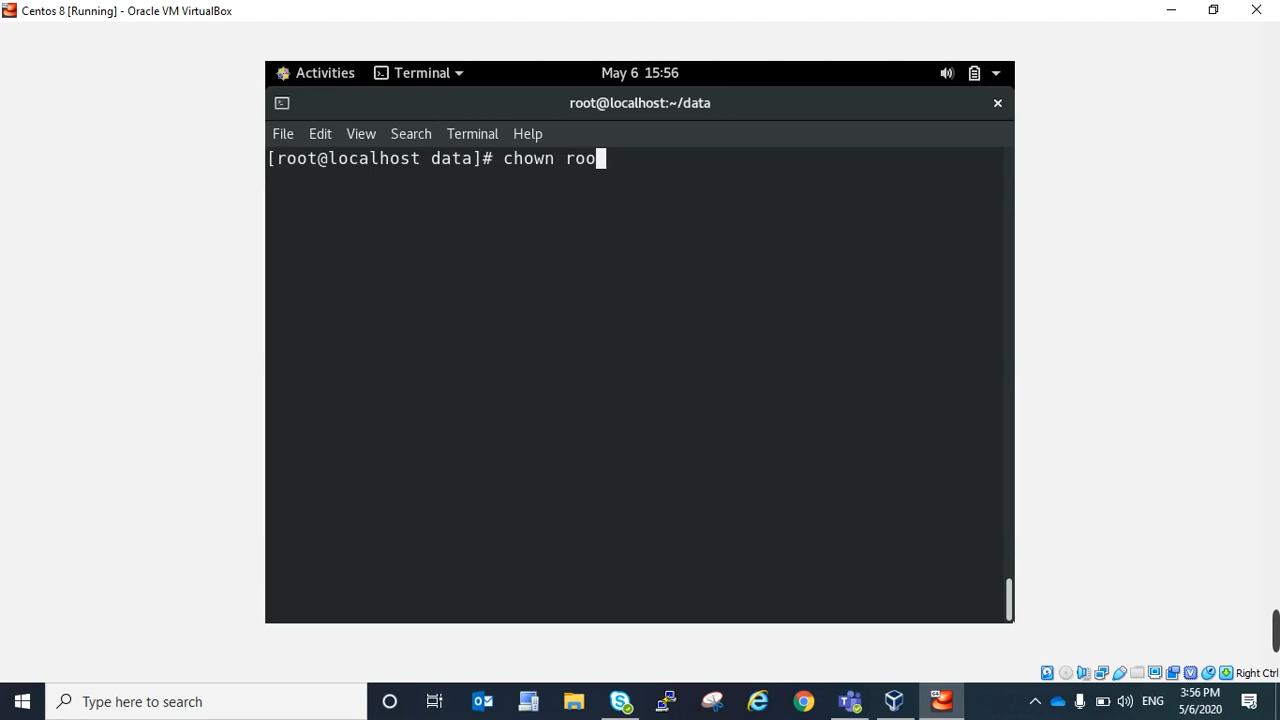 Centos 8 [Running] - Oracle VM VirtualBox
Activities Terminal May 6 15:56
root@localhost:~/data
File Edit View Search Terminal Help
[root@localhost data]# chown roo
Right Ctrl
Type here to search
ENG
3:56 PM
5/6/2020